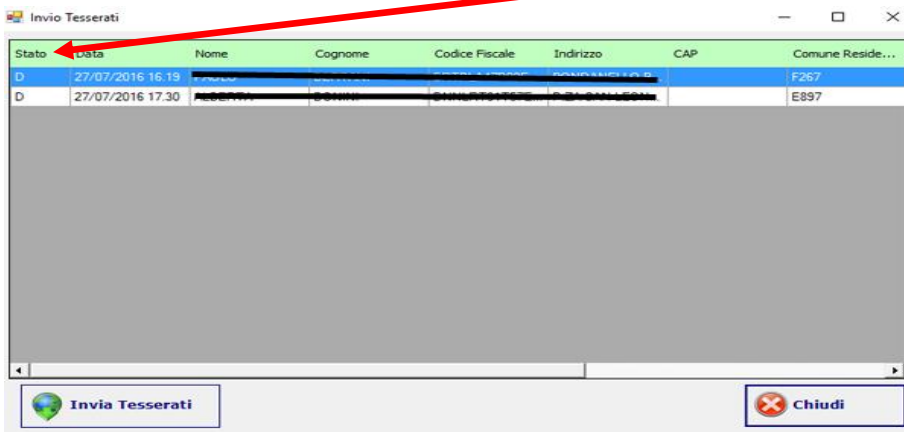 Invio Tesserati
Stato Data Nome Cognome Codice Fiscale Indirizzo CAP Comune Reside...
D 27/07/2016 16.19 F267
D 27/07/2016 17.30 E897
Invia Tesserati
Chiudi